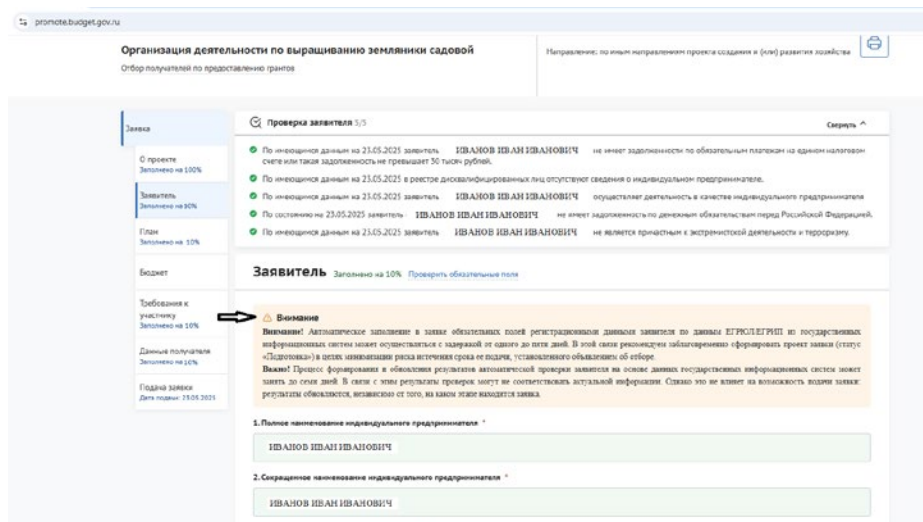 promote.budget.gov.ru
Организация деятельности по выращиванию земляники садовой
Отбор получателей по предоставлению грантов
Направление: по иным направлениям проекта создания и (или) развития хозяйства
Заявка
О проекте
Заполнено на 100%
Заявитель
Заполнено на 10%
План
Заполнено на 10%
Бюджет
Требования к
участнику
Заполнено на 10%
Данные получателя
Заполнено на 10%
Подача заявки
Дата подачи: 23.05.2025
Проверка заявителя 5/5
Свернуть
По имеющимся данным на 23.05.2025 заявитель ИВАНОВ ИВАН ИВАНОВИЧ не имеет задолженности по обязательным платежам на едином налоговом
счете или такая задолженность не превышает 30 тысяч рублей.
По имеющимся данным на 23.05.2025 в реестре дисквалифицированных лиц отсутствуют сведения о индивидуальном предпринимателе.
По имеющимся данным на 23.05.2025 заявитель ИВАНОВ ИВАН ИВАНОВИЧ осуществляет деятельность в качестве индивидуального предпринимателя
По состоянию на 23.05.2025 заявитель ИВАНОВ ИВАН ИВАНОВИЧ не имеет задолженность по денежным обязательствам перед Российской Федерацией.
По имеющимся данным на 23.05.2025 заявитель ИВАНОВ ИВАН ИВАНОВИЧ не является причастным к экстремистской деятельности и терроризму.
Заявитель Заполнено на 10% Проверить обязательные поля
Внимание
Внимание! Автоматическое заполнение в заявке обязательных полей регистрационными данными заявителя по данным ЕГРЮЛ/ЕГРИП из государственных
информационных систем может осуществляться с задержкой от одного до пяти дней. В этой связи рекомендуем заблаговременно сформировать проект заявки (статус
«Подготовка») в целях минимизации риска истечения срока ее подачи, установленного объявлением об отборе.
Важно! Процесс формирования и обновления результатов автоматической проверки заявителя на основе данных государственных информационных систем может
занять до семи дней. В связи с этим результаты проверок могут не соответствовать актуальной информации. Однако это не влияет на возможность подачи заявки:
результаты обновляются, независимо от того, на каком этапе находится заявка.
1. Полное наименование индивидуального предпринимателя *
ИВАНОВ ИВАН ИВАНОВИЧ
2. Сокращенное наименование индивидуального предпринимателя *
ИВАНОВ ИВАН ИВАНОВИЧ